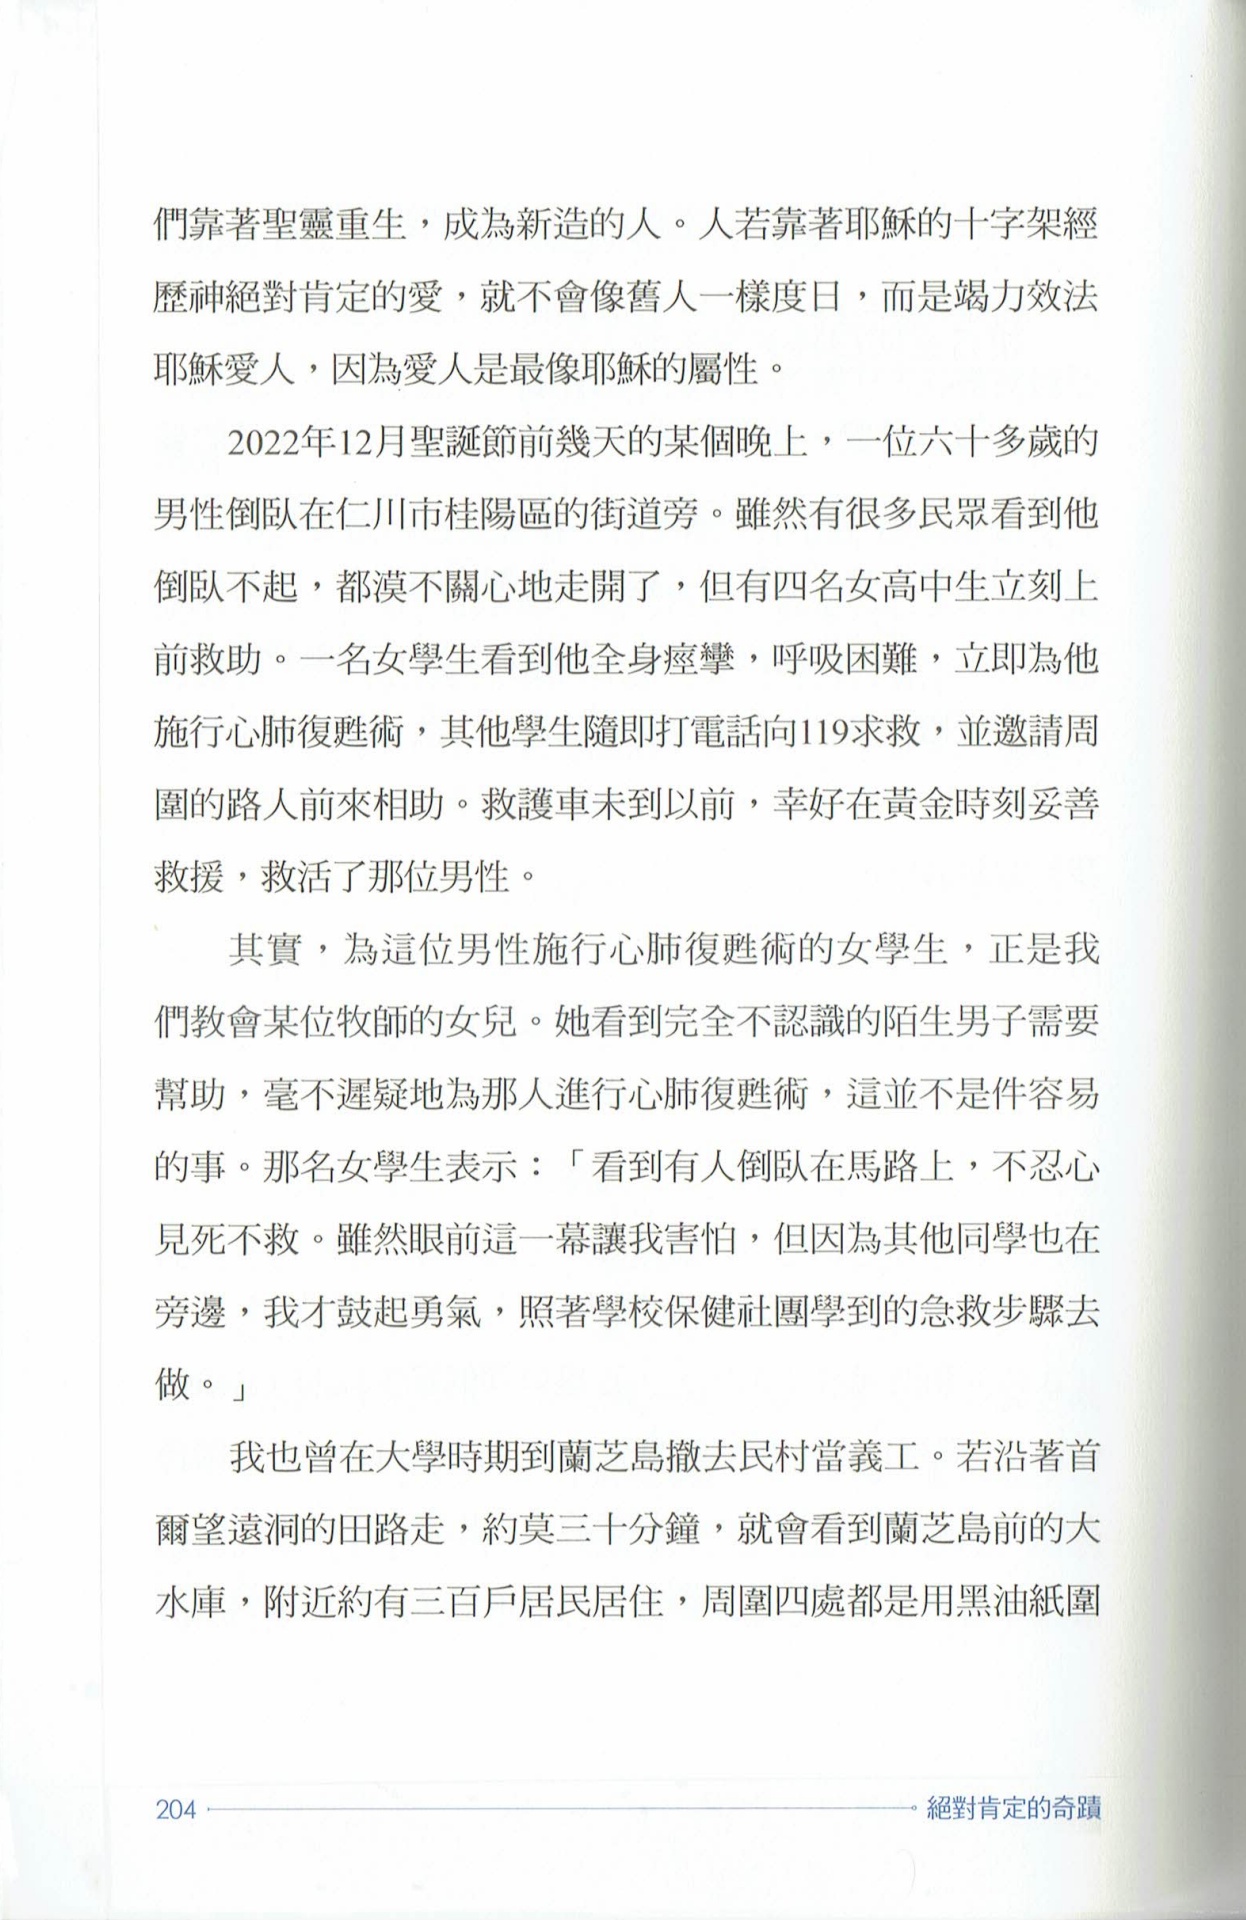 們靠著聖靈重生，成為新造的人。人若靠著耶穌的十字架經
歷神絕對肯定的愛，就不會像舊人一樣度日，而是竭力效法
耶穌愛人，因為愛人是最像耶穌的屬性。
2022年12月聖誕節前幾天的某個晚上，一位六十多歲的
男性倒臥在仁川市桂陽區的街道旁。雖然有很多民眾看到他
倒臥不起，都漠不關心地走開了，但有四名女高中生立刻上
前救助。一名女學生看到他全身痙攣，呼吸困難，立即為他
施行心肺復甦術，其他學生隨即打電話向119求救，並邀請周
圍的路人前來相助。救護車未到以前，幸好在黃金時刻妥善
救援，救活了那位男性。
其實，為這位男性施行心肺復甦術的女學生，正是我
們教會某位牧師的女兒。她看到完全不認識的陌生男子需要
幫助，毫不遲疑地為那人進行心肺復甦術，這並不是件容易
的事。那名女學生表示：「看到有人倒臥在馬路上，不忍心
見死不救。雖然眼前這一幕讓我害怕，但因為其他同學也在
旁邊，我才鼓起勇氣，照著學校保健社團學到的急救步驟去
做。」
我也曾在大學時期到蘭芝島撤去民村當義工。若沿著首
爾望遠洞的田路走，約莫三十分鐘，就會看到蘭芝島前的大
水庫，附近約有三百戶居民居住，周圍四處都是用黑油紙圍
204 絕對肯定的奇蹟